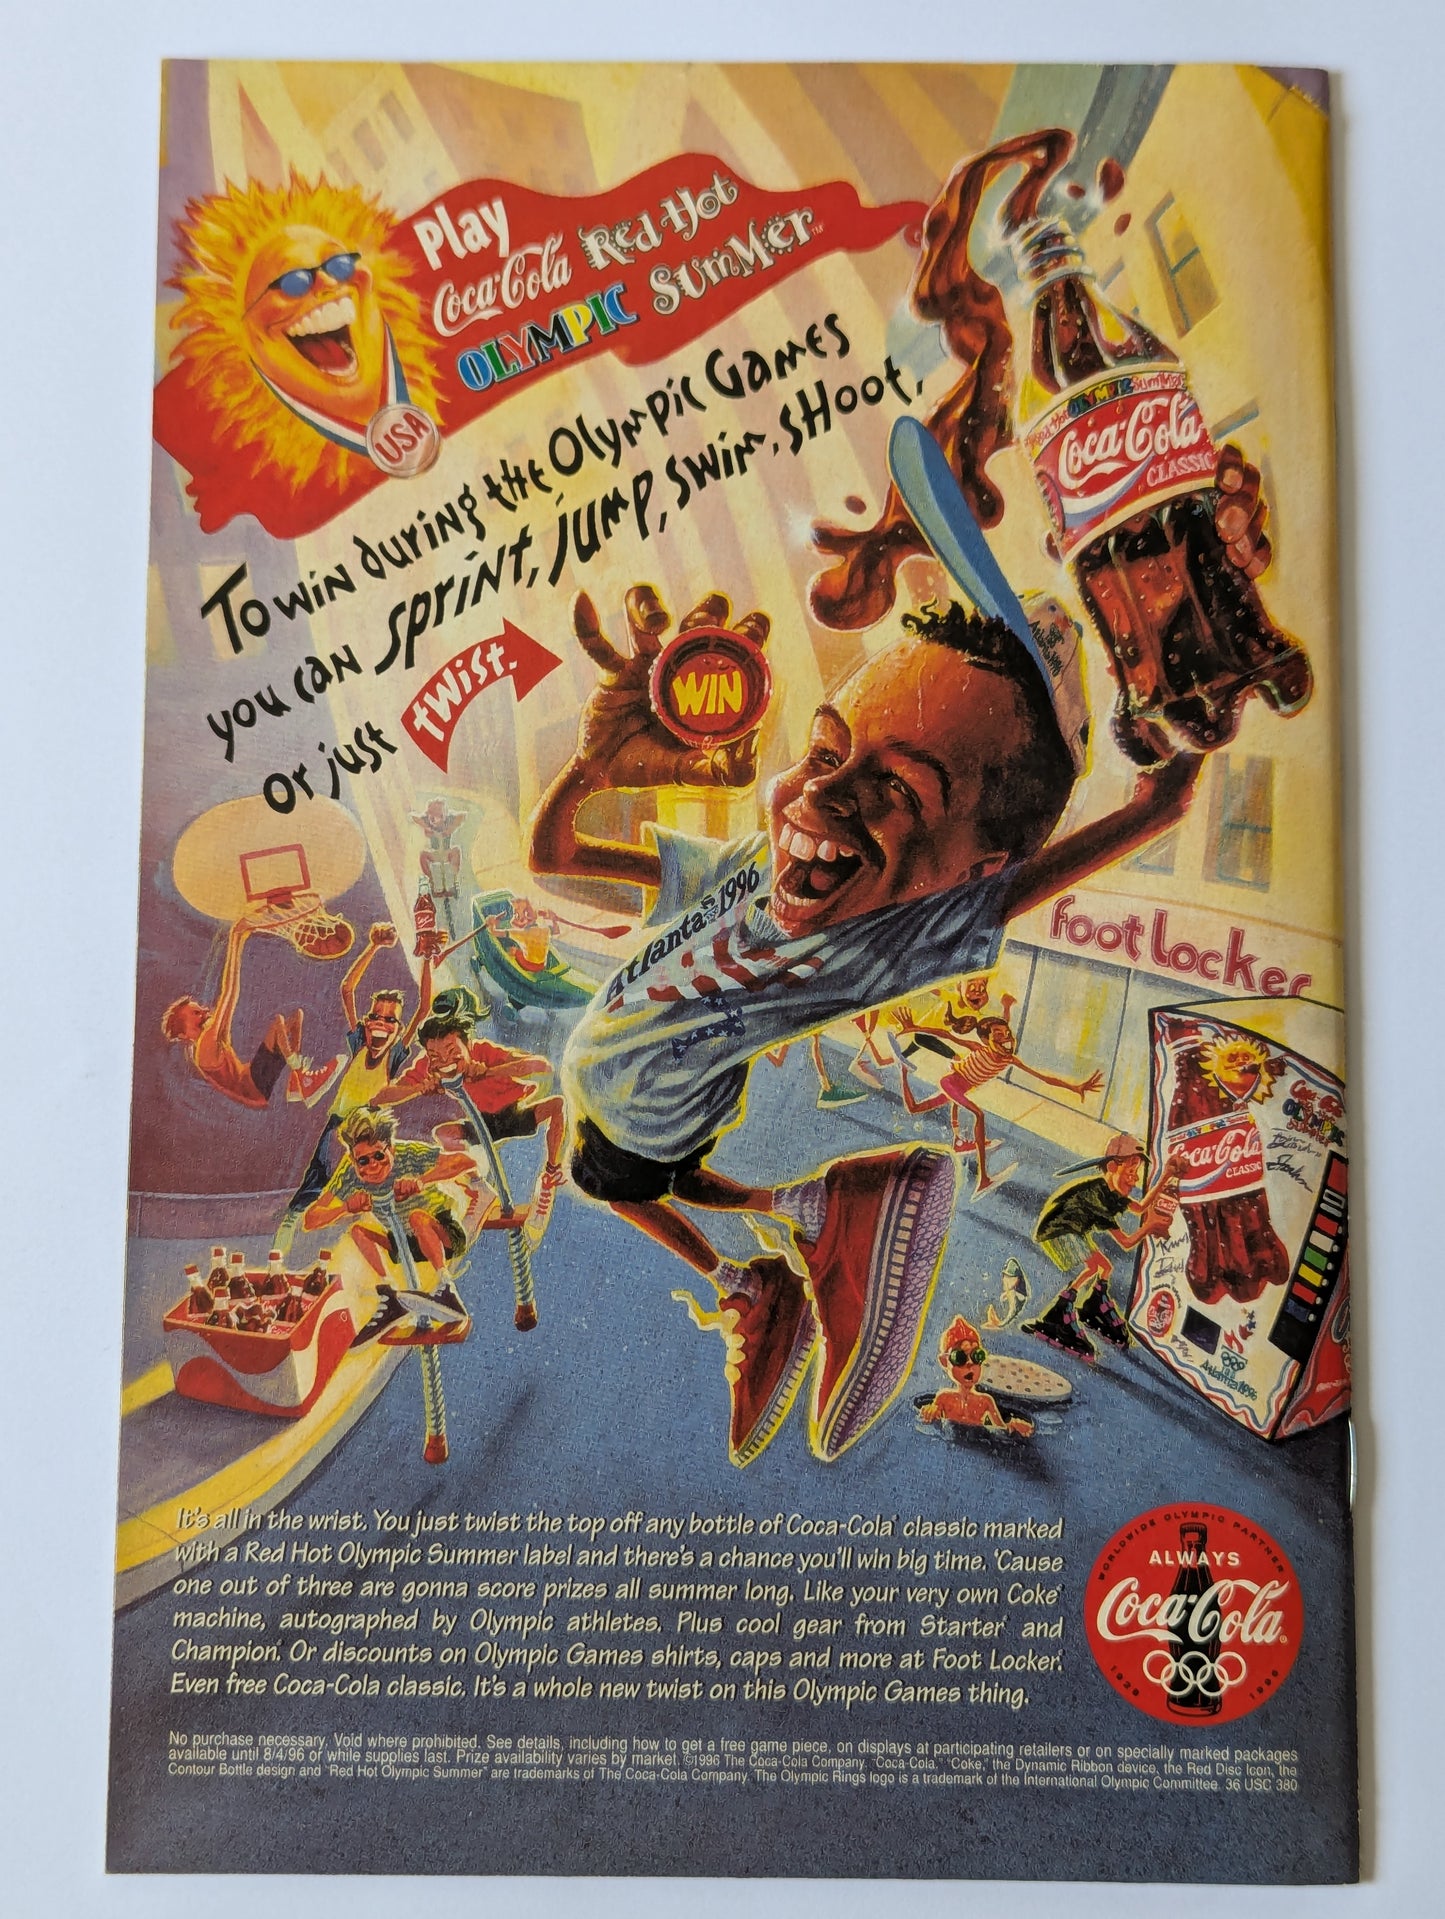 Play
Coca-Cola Red Hot
OLYMPIC SUMMER™
USA
To win during the Olympic Games
you can sprint, jump, swim, shoot,
Or just twist.
WIN
Red Hot OLYMPIC Summer
Coca-Cola
CLASSIC
Atlanta 1996
foot Locker
Coca-Cola
CLASSIC
Atlanta 1996
It's all in the wrist. You just twist the top off any bottle of Coca-Cola® classic marked
with a Red Hot Olympic Summer label and there's a chance you'll win big time. 'Cause
one out of three are gonna score prizes all summer long. Like your very own Coke®
machine, autographed by Olympic athletes. Plus cool gear from Starter® and
Champion®. Or discounts on Olympic Games shirts, caps and more at Foot Locker®.
Even free Coca-Cola classic. It's a whole new twist on this Olympic Games thing.
WORLDWIDE OLYMPIC PARTNER
ALWAYS
Coca-Cola®
1928 1996
No purchase necessary. Void where prohibited. See details, including how to get a free game piece, on displays at participating retailers or on specially marked packages
available until 8/4/96 or while supplies last. Prize availability varies by market. ©1996 The Coca-Cola Company. "Coca-Cola," "Coke," the Dynamic Ribbon device, the Red Disc Icon, the
Contour Bottle design and "Red Hot Olympic Summer" are trademarks of The Coca-Cola Company. The Olympic Rings logo is a trademark of the International Olympic Committee. 36 USC 380